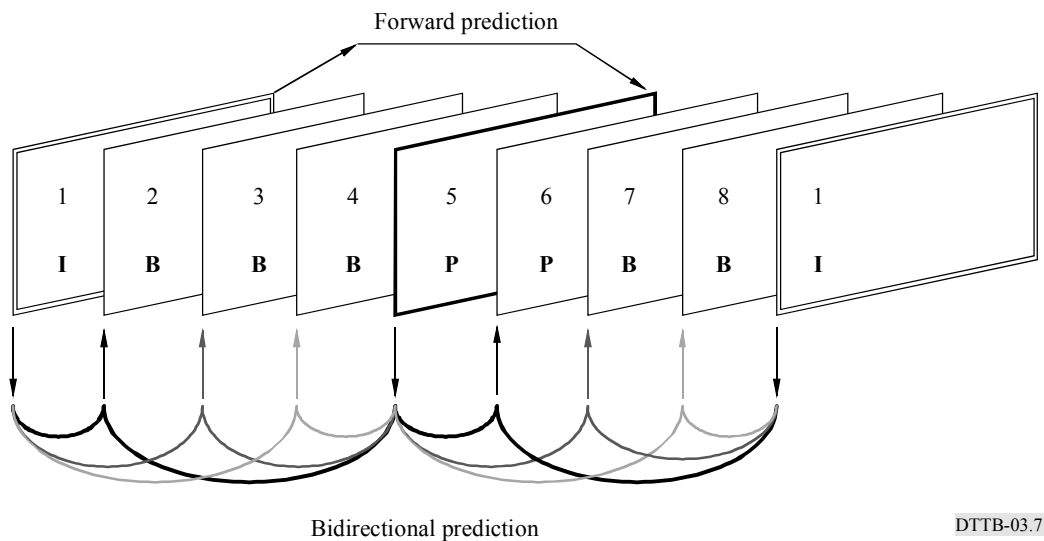 Forward prediction
1 2 3 4 5 6 7 8 1
I B B B P P B B I
Bidirectional prediction
DTTB-03.7